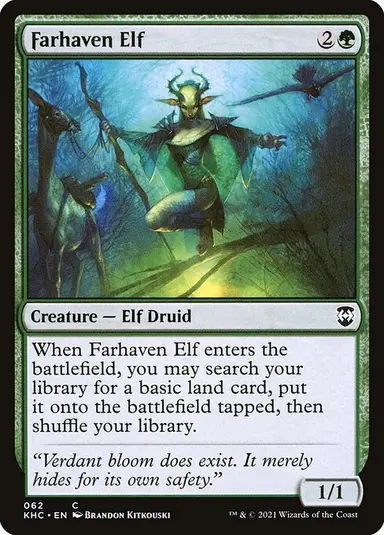 Farhaven Elf 2
Creature — Elf Druid
When Farhaven Elf enters the
battlefield, you may search your
library for a basic land card, put
it onto the battlefield tapped, then
shuffle your library.
“Verdant bloom does exist. It merely
hides for its own safety.”
1/1
062 C
KHC • EN Brandon Kitkouski
™ & © 2021 Wizards of the Coast